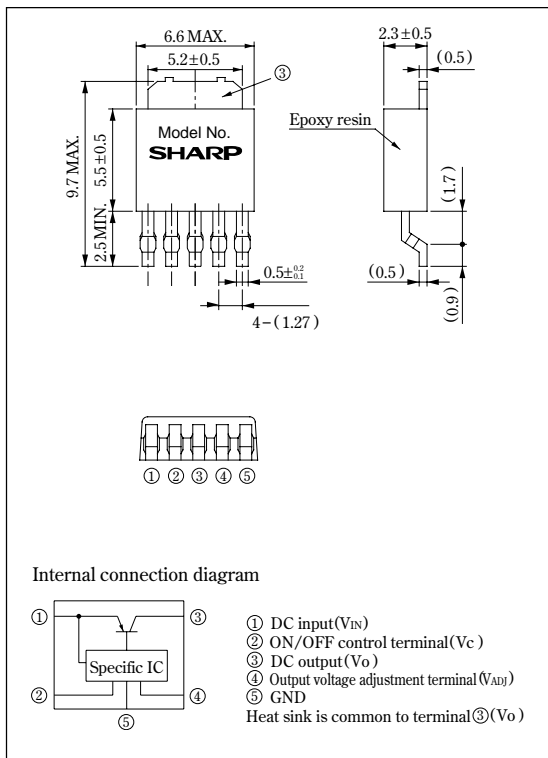 6.6 MAX.
5.2±0.5
③
2.3±0.5
(0.5)
Model No.
SHARP
Epoxy resin
9.7 MAX.
5.5±0.5
2.5 MIN.
(1.7)
0.5±0.2 0.1
4−(1.27)
(0.5)
(0.9)
① ② ③ ④ ⑤
Internal connection diagram
① ③
Specific IC
② ④
⑤
① DC input(VIN)
② ON/OFF control terminal(Vc)
③ DC output(Vo)
④ Output voltage adjustment terminal(VADJ)
⑤ GND
Heat sink is common to terminal③(Vo)